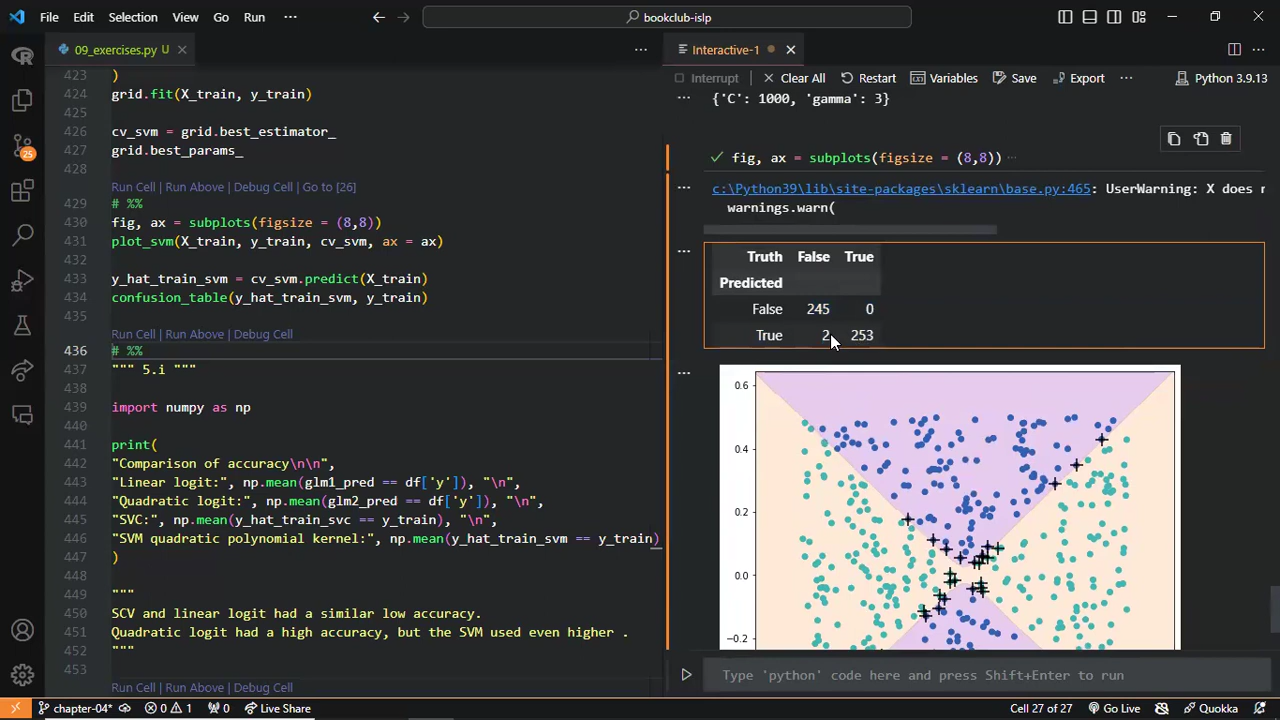 File Edit Selection View Go Run ··· bookclub-islp
09_exercises.py U
423 )
424 grid.fit(X_train, y_train)
425
426 cv_svm = grid.best_estimator_
427 grid.best_params_
428
Run Cell | Run Above | Debug Cell | Go to [26]
429 # %%
430 fig, ax = subplots(figsize = (8,8))
431 plot_svm(X_train, y_train, cv_svm, ax = ax)
432
433 y_hat_train_svm = cv_svm.predict(X_train)
434 confusion_table(y_hat_train_svm, y_train)
435
Run Cell | Run Above | Debug Cell
436 # %%
437 """ 5.i """
438
439 import numpy as np
440
441 print(
442 "Comparison of accuracy\n\n",
443 "Linear logit:", np.mean(glm1_pred == df['y']), "\n",
444 "Quadratic logit:", np.mean(glm2_pred == df['y']), "\n",
445 "SVC:", np.mean(y_hat_train_svc == y_train), "\n",
446 "SVM quadratic polynomial kernel:", np.mean(y_hat_train_svm == y_train)
447 )
448
449 """
450 SCV and linear logit had a similar low accuracy.
451 Quadratic logit had a high accuracy, but the SVM used even higher .
452 """
453
Run Cell | Run Above | Debug Cell
Interactive-1
Interrupt Clear All Restart Variables Save Export ··· Python 3.9.13
{'C': 1000, 'gamma': 3}
fig, ax = subplots(figsize = (8,8)) ···
c:\Python39\lib\site-packages\sklearn\base.py:465: UserWarning: X does
warnings.warn(
Truth False True
Predicted
False 245 0
True 2 253
0.6
0.4
0.2
0.0
−0.2
Type 'python' code here and press Shift+Enter to run
25
chapter-04* 0 1 0 Live Share Cell 27 of 27 Go Live Quokka